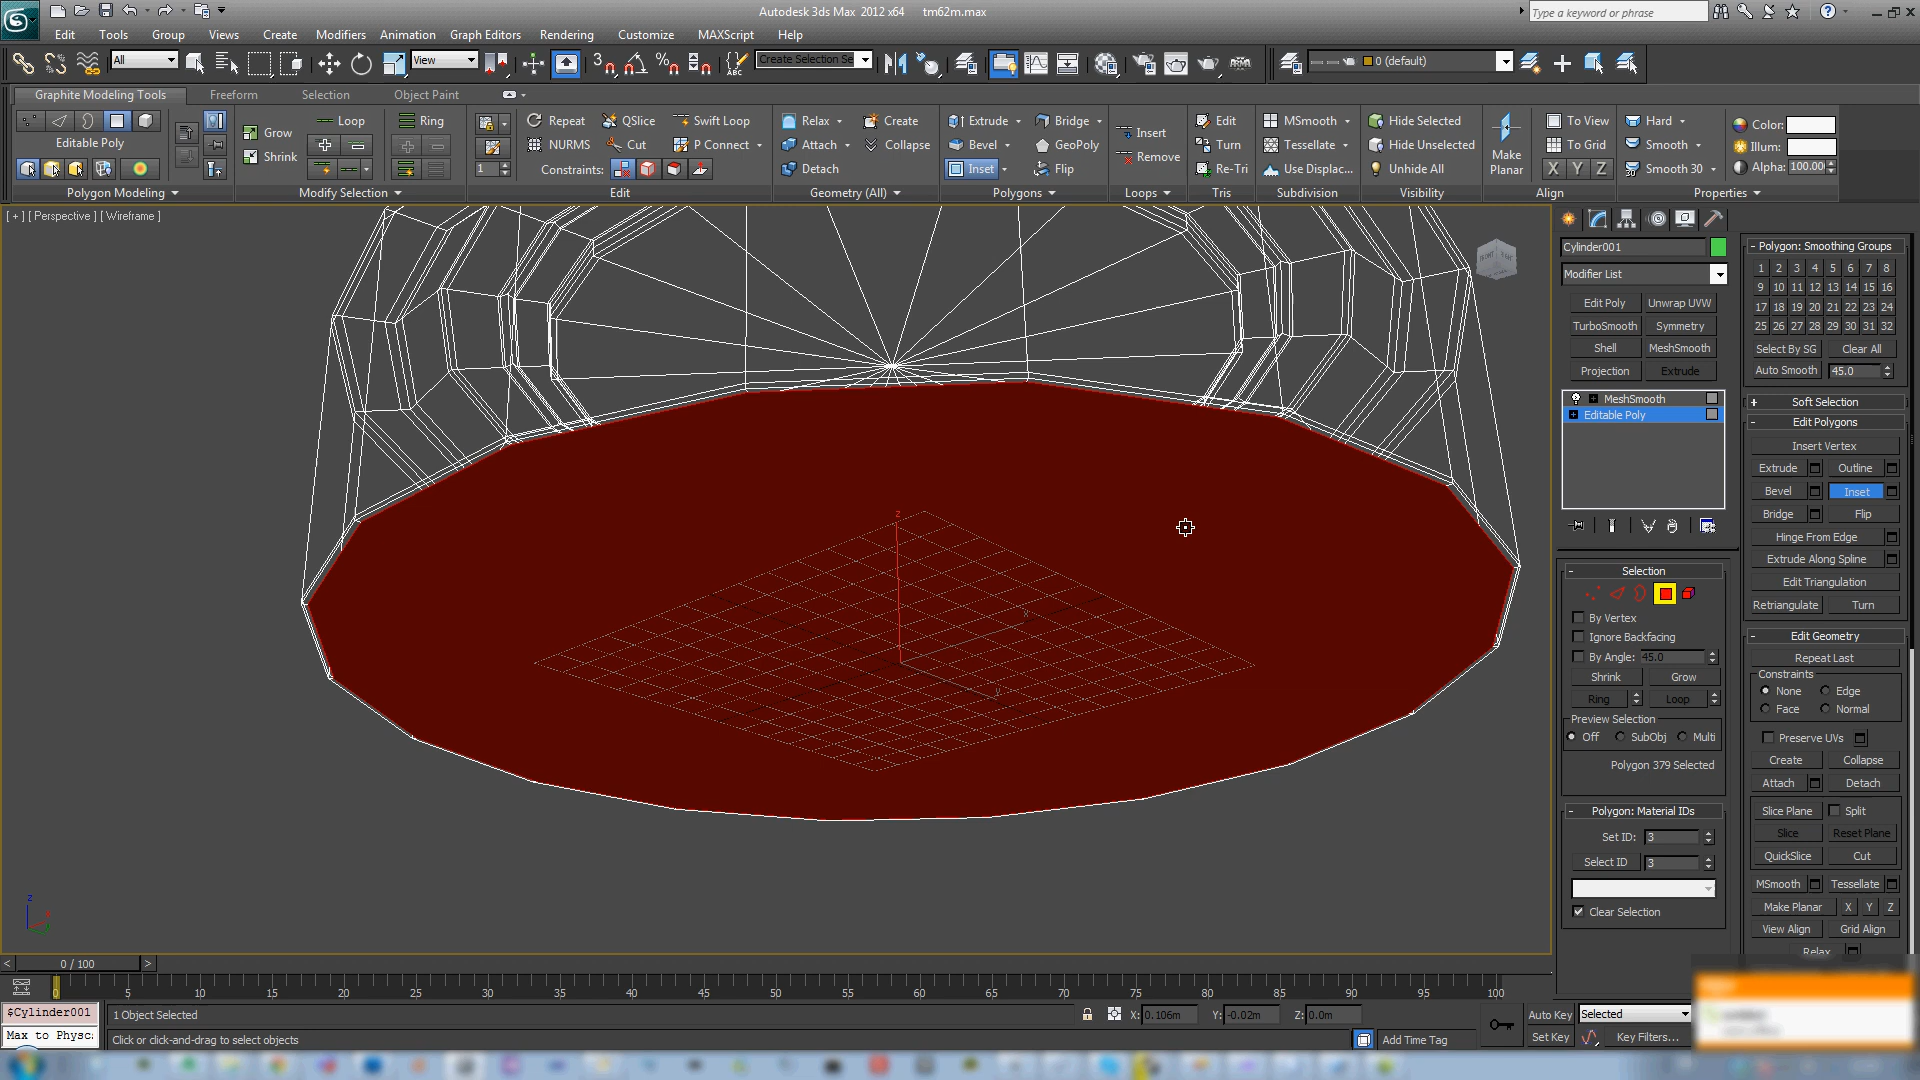 Autodesk 3ds Max 2012 x64 tm62m.max
Type a keyword or phrase
Edit Tools Group Views Create Modifiers Animation Graph Editors Rendering Customize MAXScript Help
All View Create Selection Se 0 (default)
Graphite Modeling Tools Freeform Selection Object Paint
Edit Poly
Polygon Modeling
Grow Loop Ring
Shrink
Modify Selection
Repeat QSlice Swift Loop
NURMS Cut P Connect
1 Constraints:
Edit
Relax Create
Attach Collapse
Detach
Geometry (All)
Extrude Bridge
Bevel GeoPoly
Inset Flip
Polygons
Insert
Remove
Loops
Edit
Turn
Re-Tri
Tris
MSmooth
Tessellate
Use Displac...
Subdivision
Hide Selected
Hide Unselected
Unhide All
Visibility
Make Planar
To View
To Grid
X Y Z
Align
Hard
Smooth
Smooth 30
Color:
Illum:
Alpha: 100.00
Properties
[ + ] [ Perspective ] [ Wireframe ]
z
x
y
z
Cylinder001
Modifier List
Edit Poly Unwrap UVW
TurboSmooth Symmetry
Shell MeshSmooth
Projection Extrude
MeshSmooth
Editable Poly
- Selection
By Vertex
Ignore Backfacing
By Angle: 45.0
Shrink Grow
Ring Loop
Preview Selection
Off SubObj Multi
Polygon 379 Selected
- Polygon: Material IDs
Set ID: 3
Select ID 3
Clear Selection
- Polygon: Smoothing Groups
1 2 3 4 5 6 7 8
9 10 11 12 13 14 15 16
17 18 19 20 21 22 23 24
25 26 27 28 29 30 31 32
Select By SG Clear All
Auto Smooth 45.0
+ Soft Selection
- Edit Polygons
Insert Vertex
Extrude Outline
Bevel Inset
Bridge Flip
Hinge From Edge
Extrude Along Spline
Edit Triangulation
Retriangulate Turn
- Edit Geometry
Repeat Last
Constraints
None Edge
Face Normal
Preserve UVs
Create Collapse
Attach Detach
Slice Plane Split
Slice Reset Plane
QuickSlice Cut
MSmooth Tessellate
Make Planar X Y Z
View Align Grid Align
Relax
< 0 / 100 >
0 5 10 15 20 25 30 35 40 45 50 55 60 65 70 75 80 85 90 95 100
$Cylinder001 1 Object Selected X: 0.106m Y: -0.02m Z: 0.0m Auto Key Selected
Max to Physc: Click or click-and-drag to select objects Add Time Tag Set Key Key Filters...